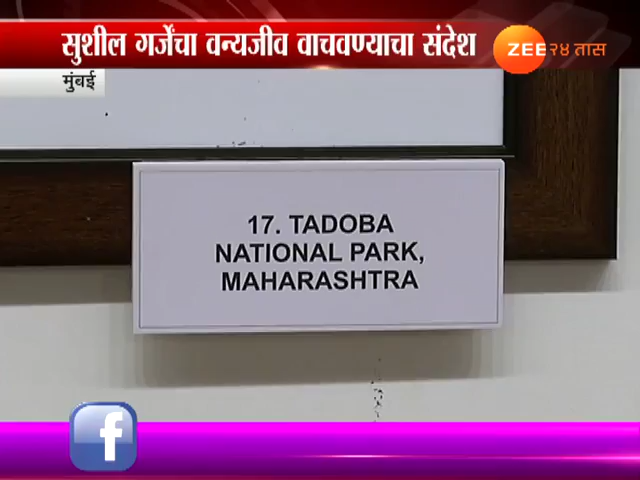 सुशील गर्जेंचा वन्यजीव वाचवण्याचा संदेश
ZEE २४ तास
मुंबई
17. TADOBA
NATIONAL PARK,
MAHARASHTRA
f